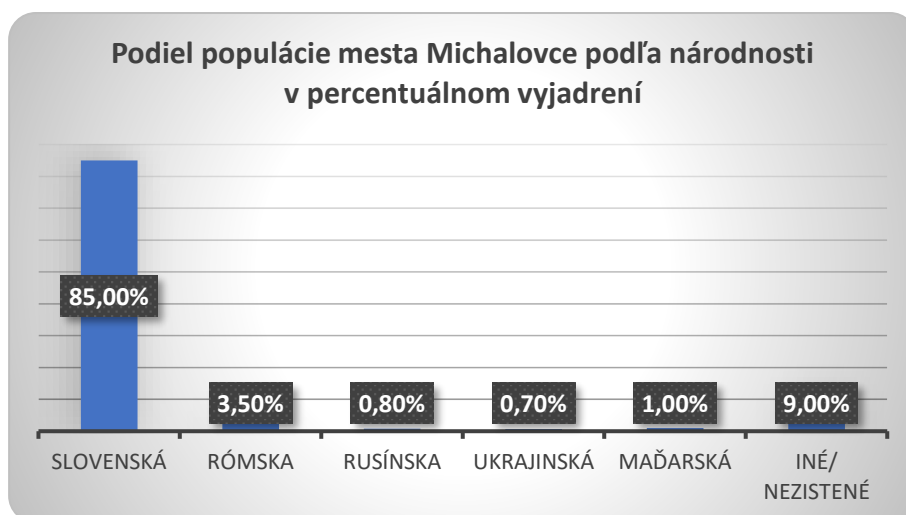 Podiel populácie mesta Michalovce podľa národnosti
v percentuálnom vyjadrení
85,00%
3,50%
0,80%
0,70%
1,00%
9,00%
SLOVENSKÁ
RÓMSKA
RUSÍNSKA
UKRAJINSKÁ
MAĎARSKÁ
INÉ/
NEZISTENÉ